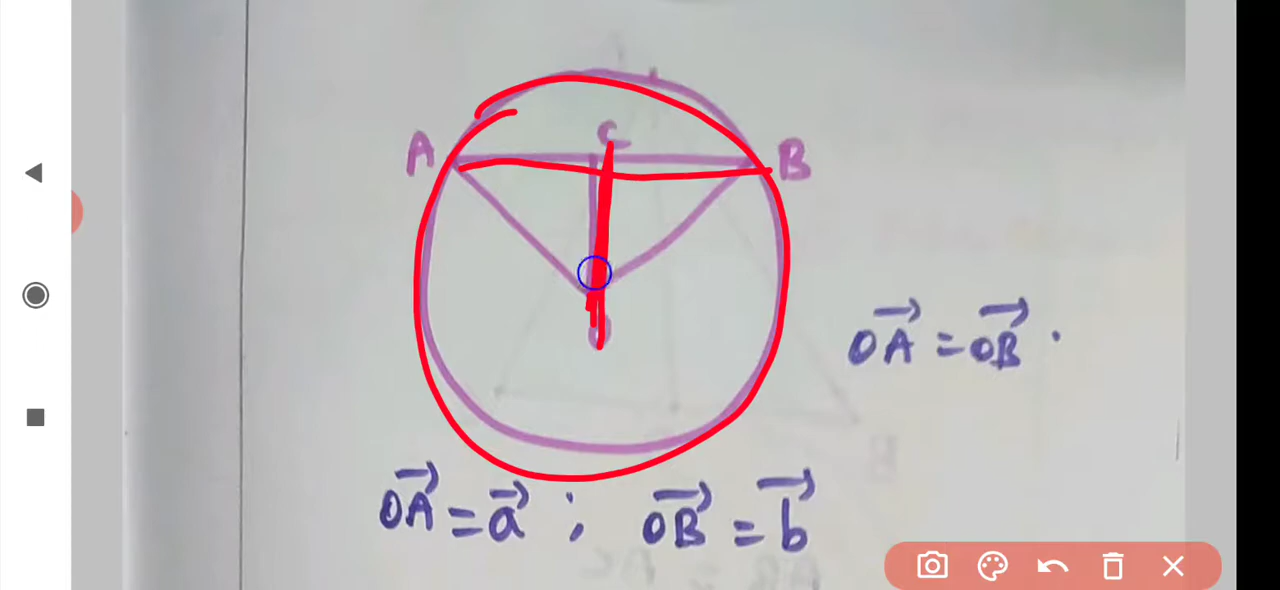 C
A B
O
OA⃗ = OB⃗ .
OA⃗ = a⃗ ; OB⃗ = b⃗